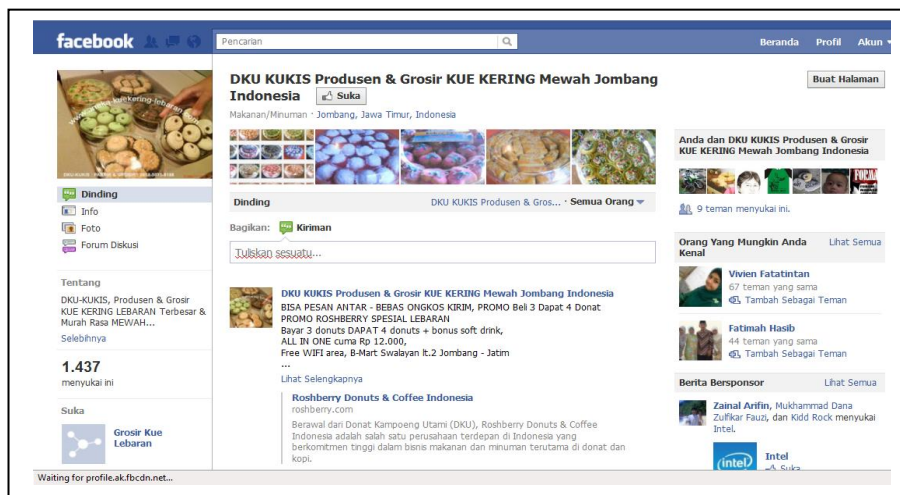 facebook
Pencarian
Beranda Profil Akun
www.grosir-kuekering-lebaran.com
DKU KUKIS Produsen & Grosir KUE KERING Mewah Jombang
Indonesia Suka
Buat Halaman
Makanan/Minuman · Jombang, Jawa Timur, Indonesia
Dinding
Info
Foto
Forum Diskusi
Tentang
DKU-KUKIS, Produsen & Grosir
KUE KERING LEBARAN Terbesar &
Murah Rasa MEWAH...
Selebihnya
1.437
menyukai ini
Suka
Grosir Kue
Lebaran
Dinding DKU KUKIS Produsen & Gros... · Semua Orang
Bagikan: Kiriman
Tuliskan sesuatu...
DKU KUKIS Produsen & Grosir KUE KERING Mewah Jombang Indonesia
BISA PESAN ANTAR - BEBAS ONGKOS KIRIM, PROMO Beli 3 Dapat 4 Donat
PROMO ROSHBERRY SPESIAL LEBARAN
Bayar 3 donuts DAPAT 4 donuts + bonus soft drink,
ALL IN ONE cuma Rp 12.000,
Free WIFI area, B-Mart Swalayan lt.2 Jombang - Jatim
...
Lihat Selengkapnya
Roshberry Donuts & Coffee Indonesia
roshberry.com
Berawal dari Donat Kampoeng Utami (DKU), Roshberry Donuts & Coffee
Indonesia adalah salah satu perusahaan terdepan di Indonesia yang
berkomitmen tinggi dalam bisnis makanan dan minuman terutama di donat dan
kopi.
Anda dan DKU KUKIS Produsen & Grosir
KUE KERING Mewah Jombang Indonesia
9 teman menyukai ini.
Orang Yang Mungkin Anda Lihat Semua
Kenal
Vivien Fatatintan
67 teman yang sama
Tambah Sebagai Teman
Fatimah Hasib
44 teman yang sama
Tambah Sebagai Teman
Berita Bersponsor Lihat Semua
Zainal Arifin, Mukhammad Dana
Zulfikar Fauzi, dan Kidd Rock menyukai
Intel.
intel
Intel
Suka
Waiting for profile.ak.fbcdn.net...